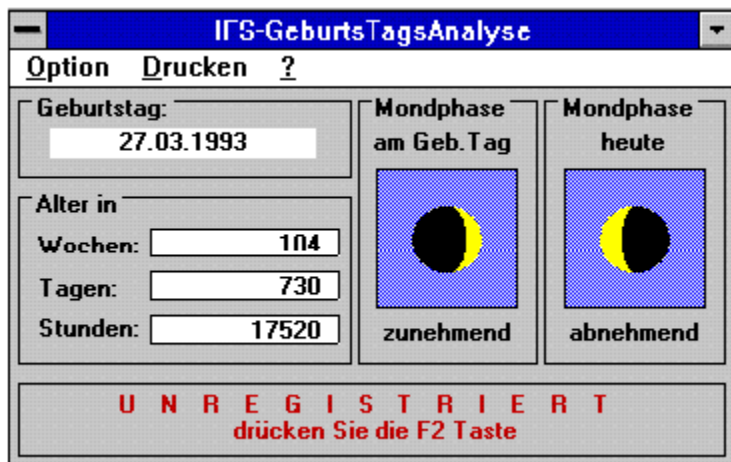 IFS-GeburtsTagsAnalyse
Option Drucken ?
Geburtstag:
27.03.1993
Alter in
Wochen: 104
Tagen: 730
Stunden: 17520
Mondphase
am Geb.Tag
zunehmend
Mondphase
heute
abnehmend
U N R E G I S T R I E R T
drücken Sie die F2 Taste